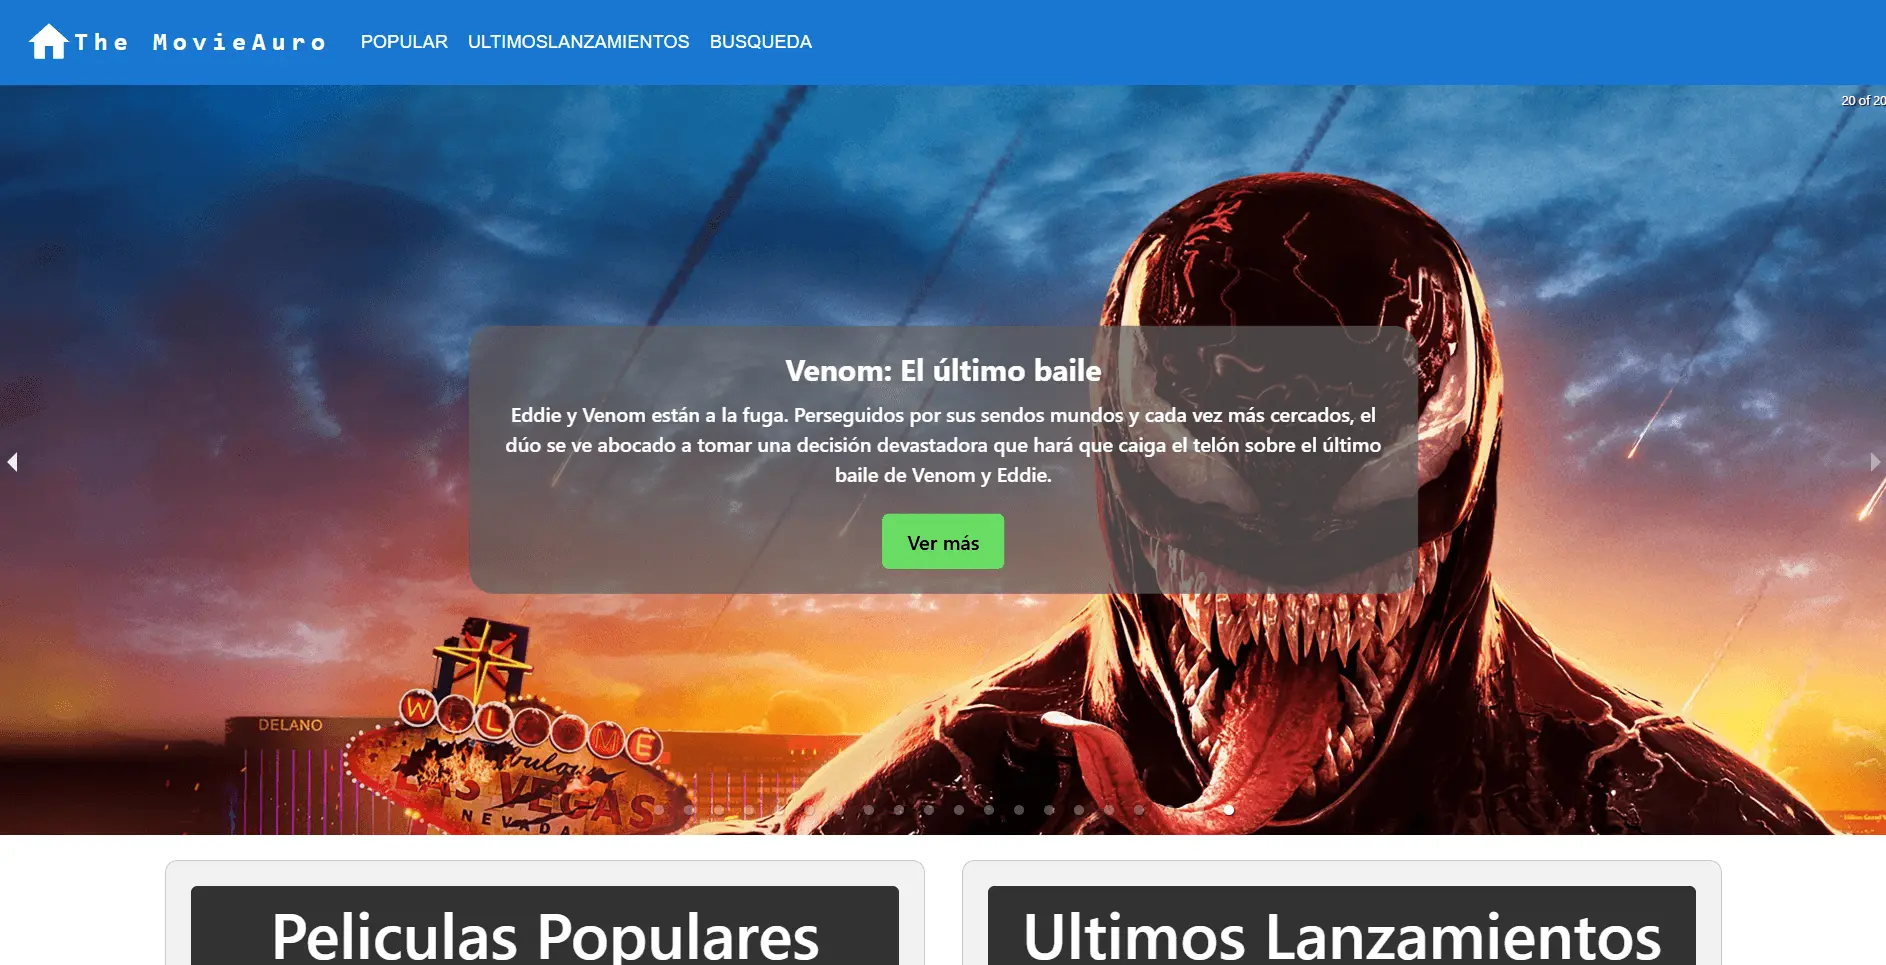 The MovieAuro POPULAR ULTIMOSLANZAMIENTOS BUSQUEDA
20 of 20
Venom: El último baile
Eddie y Venom están a la fuga. Perseguidos por sus sendos mundos y cada vez más cercados, el
dúo se ve abocado a tomar una decisión devastadora que hará que caiga el telón sobre el último
baile de Venom y Eddie.
Ver más
DELANO
WELCOME
LAS VEGAS
NEVADA
Peliculas Populares
Ultimos Lanzamientos